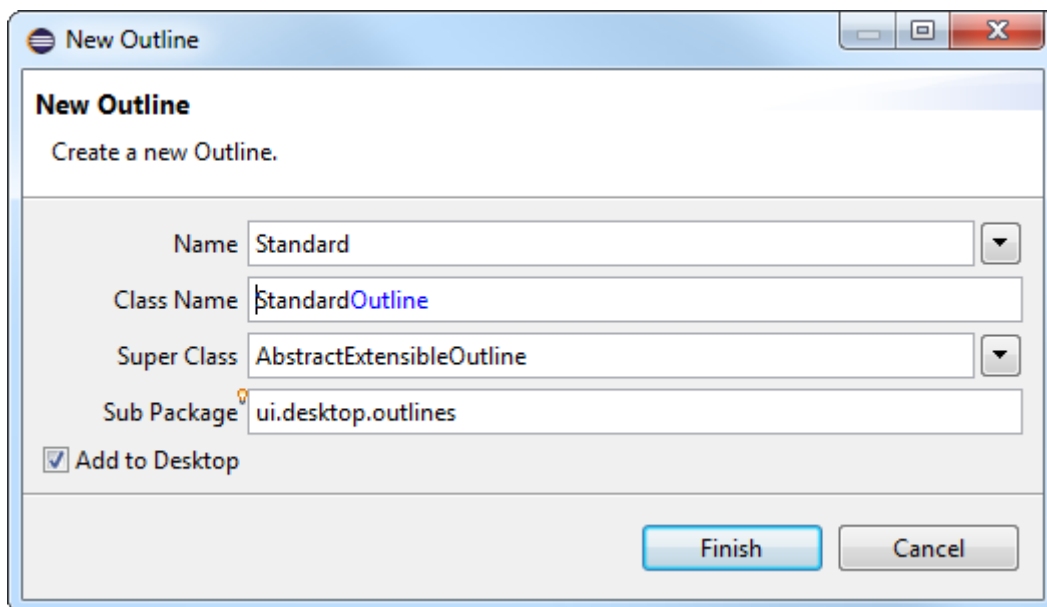 New Outline
New Outline
Create a new Outline.
Name Standard
Class Name StandardOutline
Super Class AbstractExtensibleOutline
Sub Package ui.desktop.outlines
Add to Desktop
Finish Cancel